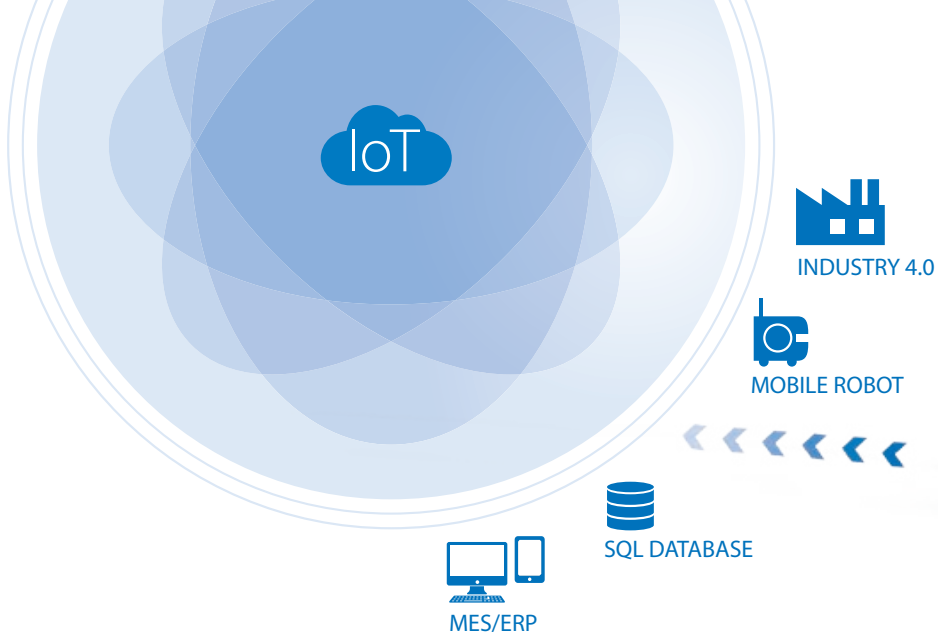 IoT
INDUSTRY 4.0
MOBILE ROBOT
SQL DATABASE
MES/ERP